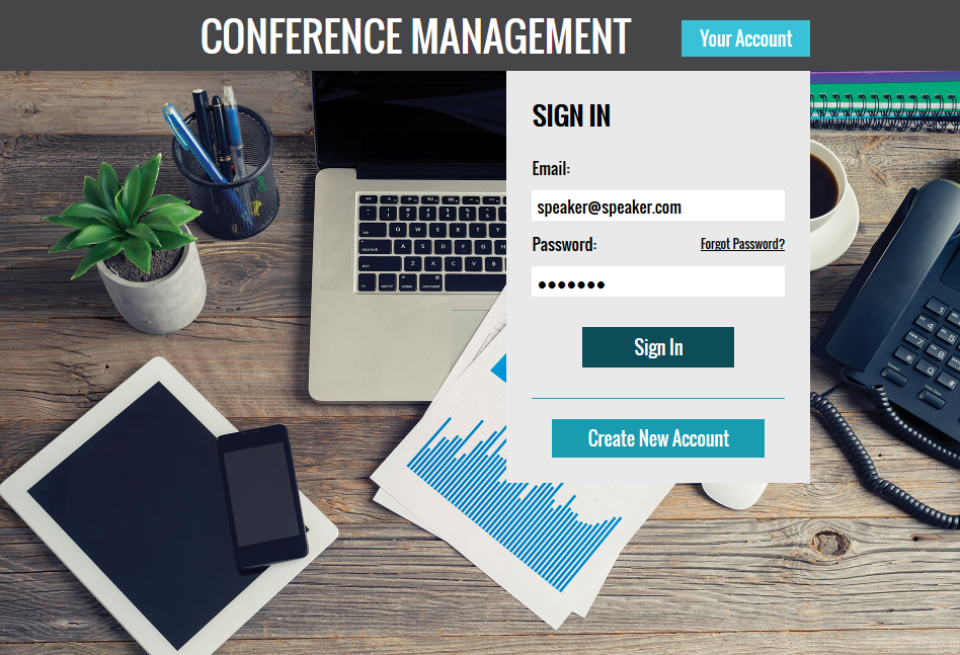 CONFERENCE MANAGEMENT
Your Account
SIGN IN
Email:
speaker@speaker.com
Password:
Forgot Password?
•••••••
Sign In
Create New Account